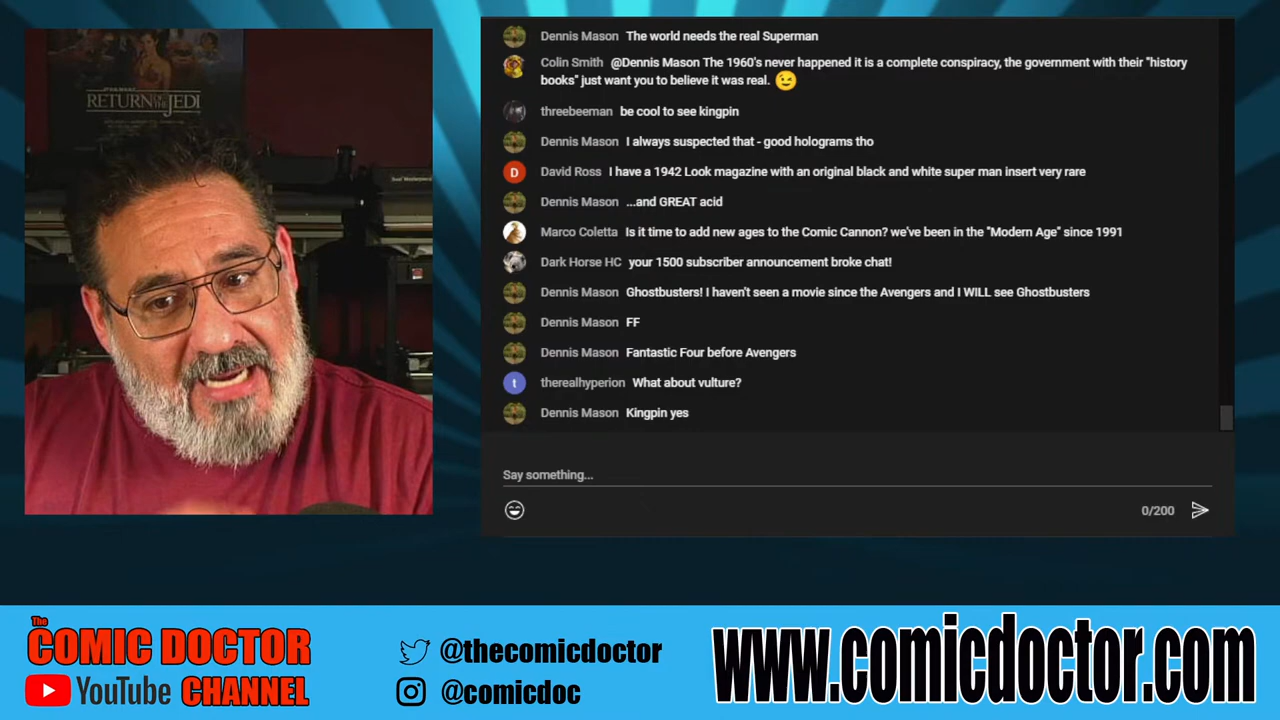 STAR WARS
RETURN OF THE JEDI
Dennis Mason The world needs the real Superman
Colin Smith @Dennis Mason The 1960's never happened it is a complete conspiracy, the government with their "history
books" just want you to believe it was real. 😉
threebeeman be cool to see kingpin
Dennis Mason I always suspected that - good holograms tho
D David Ross I have a 1942 Look magazine with an original black and white super man insert very rare
Dennis Mason ...and GREAT acid
Marco Coletta Is it time to add new ages to the Comic Cannon? we've been in the "Modern Age" since 1991
Dark Horse HC your 1500 subscriber announcement broke chat!
Dennis Mason Ghostbusters! I haven't seen a movie since the Avengers and I WILL see Ghostbusters
Dennis Mason FF
Dennis Mason Fantastic Four before Avengers
t therealhyperion What about vulture?
Dennis Mason Kingpin yes
Say something...
0/200
The
COMIC DOCTOR
YouTube CHANNEL
@thecomicdoctor
@comicdoc
www.comicdoctor.com